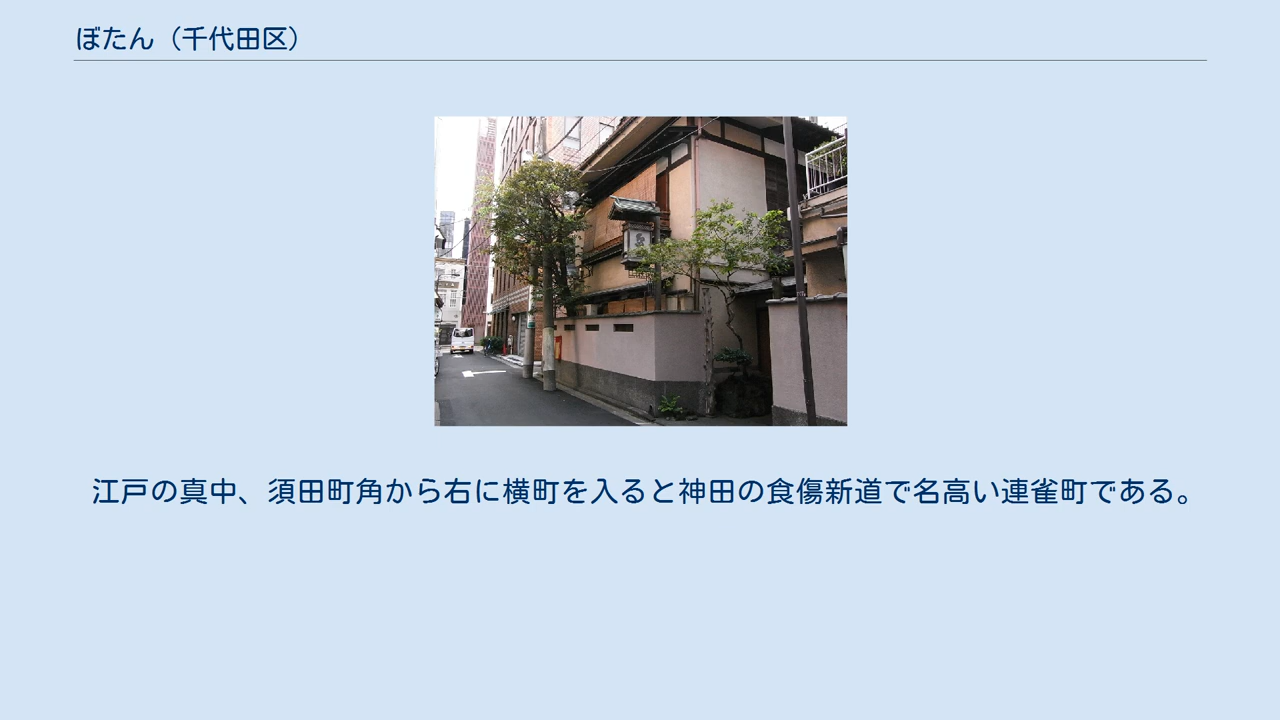 ぼたん（千代田区）
江戸の真中、須田町角から右に横町を入ると神田の食傷新道で名高い連雀町である。